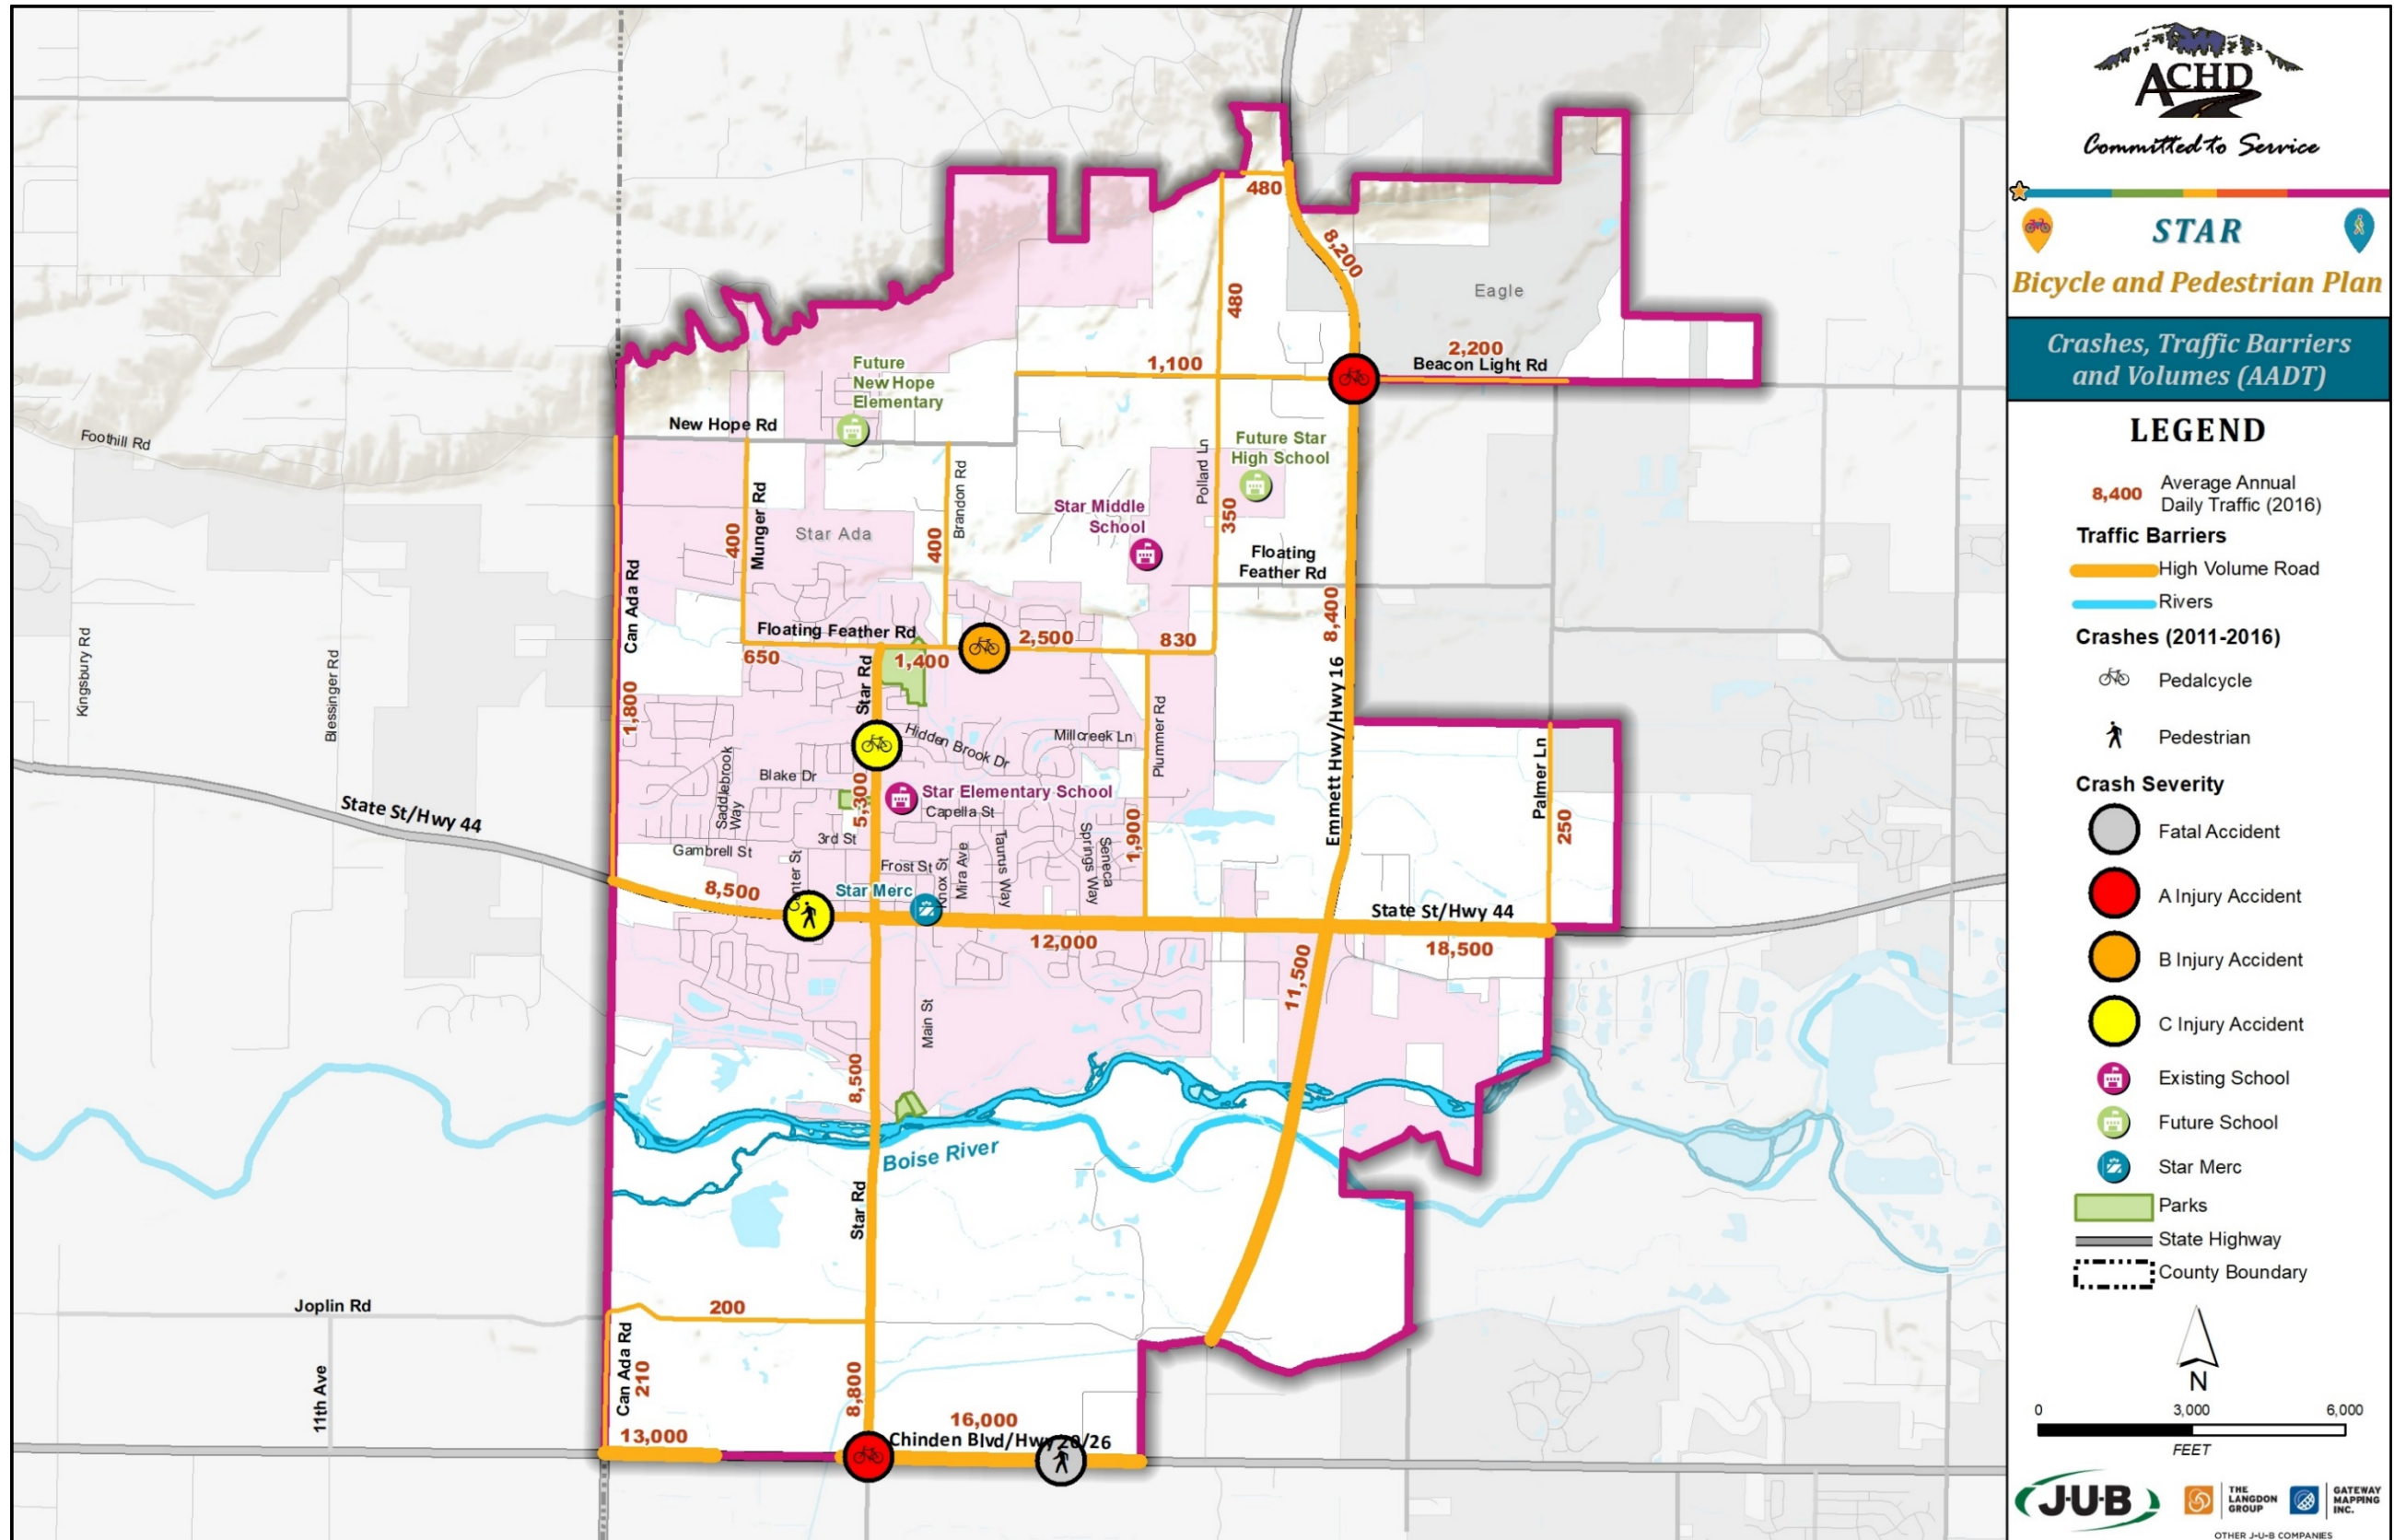 480
8,200
Eagle
480
2,200
Beacon Light Rd
1,100
Future
New Hope
Elementary
New Hope Rd
Foothill Rd
Future Star
High School
Pollard Ln
350
Brandon Rd
Munger Rd
400
400
Star Ada
Star Middle
School
Floating
Feather Rd
Can Ada Rd
8,400
Kingsbury Rd
Blessinger Rd
1,800
Floating Feather Rd
2,500
830
650
1,400
Star Rd
Emmett Hwy/Hwy 16
Plummer Rd
Hidden Brook Dr
Millcreek Ln
Palmer Ln
250
Saddlebrook
Way
Blake Dr
5,300
Star Elementary School
Capella St
State St/Hwy 44
3rd St
Gambrell St
Frost St
Knox St
Mira Ave
Taurus Way
Springs Way
Seneca
1,900
8,500
Star Merc
State St/Hwy 44
12,000
18,500
11,500
Main St
8,500
Boise River
Star Rd
Joplin Rd
200
Can Ada Rd
210
11th Ave
8,800
13,000
16,000
Chinden Blvd/Hwy 20/26
ACHD
Committed to Service
STAR
Bicycle and Pedestrian Plan
Crashes, Traffic Barriers
and Volumes (AADT)
LEGEND
8,400 Average Annual
Daily Traffic (2016)
Traffic Barriers
High Volume Road
Rivers
Crashes (2011-2016)
Pedalcycle
Pedestrian
Crash Severity
Fatal Accident
A Injury Accident
B Injury Accident
C Injury Accident
Existing School
Future School
Star Merc
Parks
State Highway
County Boundary
N
0 3,000 6,000
FEET
J-U-B
THE
LANGDON
GROUP
GATEWAY
MAPPING
INC.
OTHER J-U-B COMPANIES